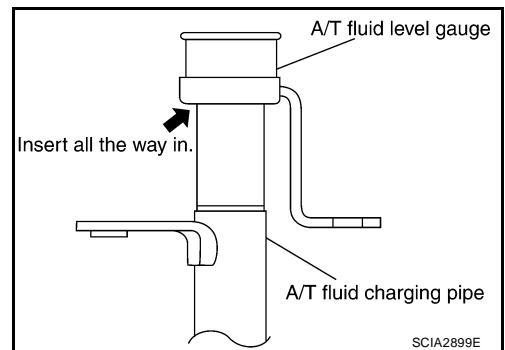 A/T fluid level gauge
Insert all the way in.
A/T fluid charging pipe
SCIA2899E